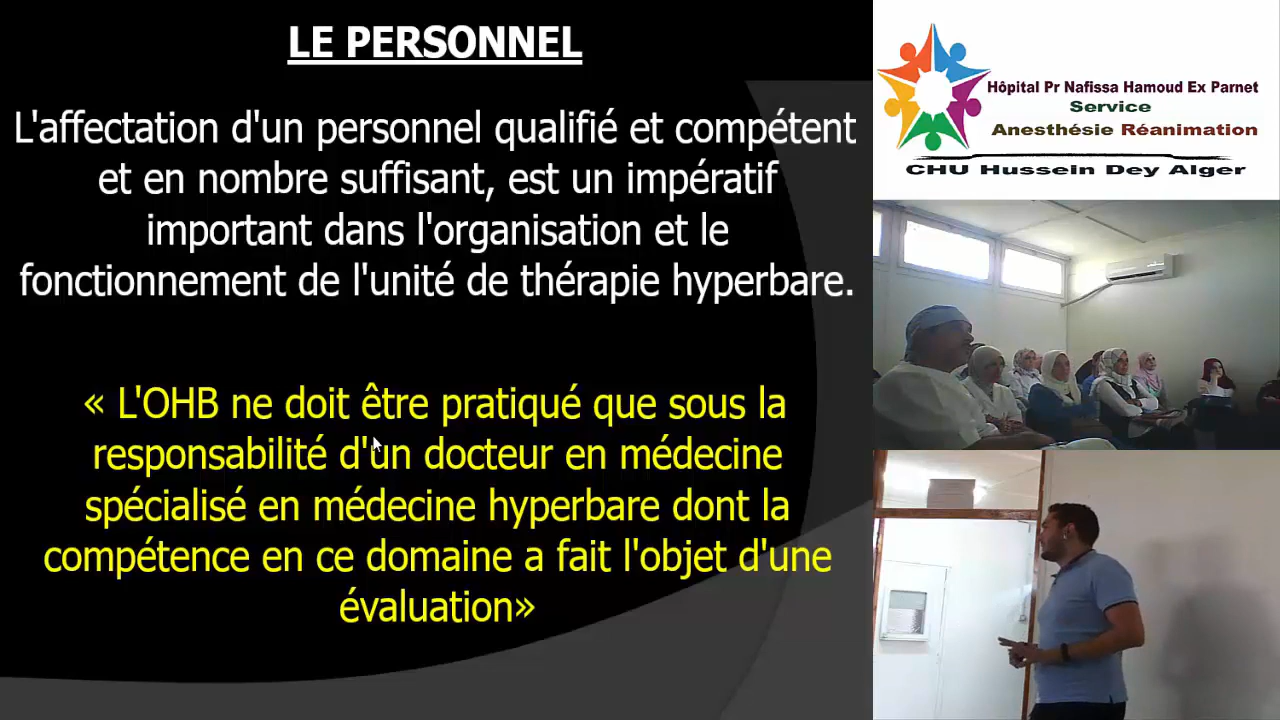 LE PERSONNEL
L'affectation d'un personnel qualifié et compétent
et en nombre suffisant, est un impératif
important dans l'organisation et le
fonctionnement de l'unité de thérapie hyperbare.
« L'OHB ne doit être pratiqué que sous la
responsabilité d'un docteur en médecine
spécialisé en médecine hyperbare dont la
compétence en ce domaine a fait l'objet d'une
évaluation»
Hôpital Pr Nafissa Hamoud Ex Parnet
Service
Anesthésie Réanimation
CHU Hussein Dey Alger